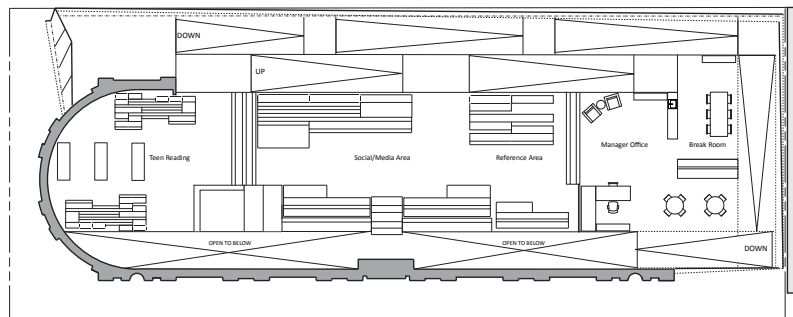 DOWN
UP
Teen Reading
Social/Media Area
Reference Area
Manager Office
Break Room
OPEN TO BELOW
OPEN TO BELOW
DOWN